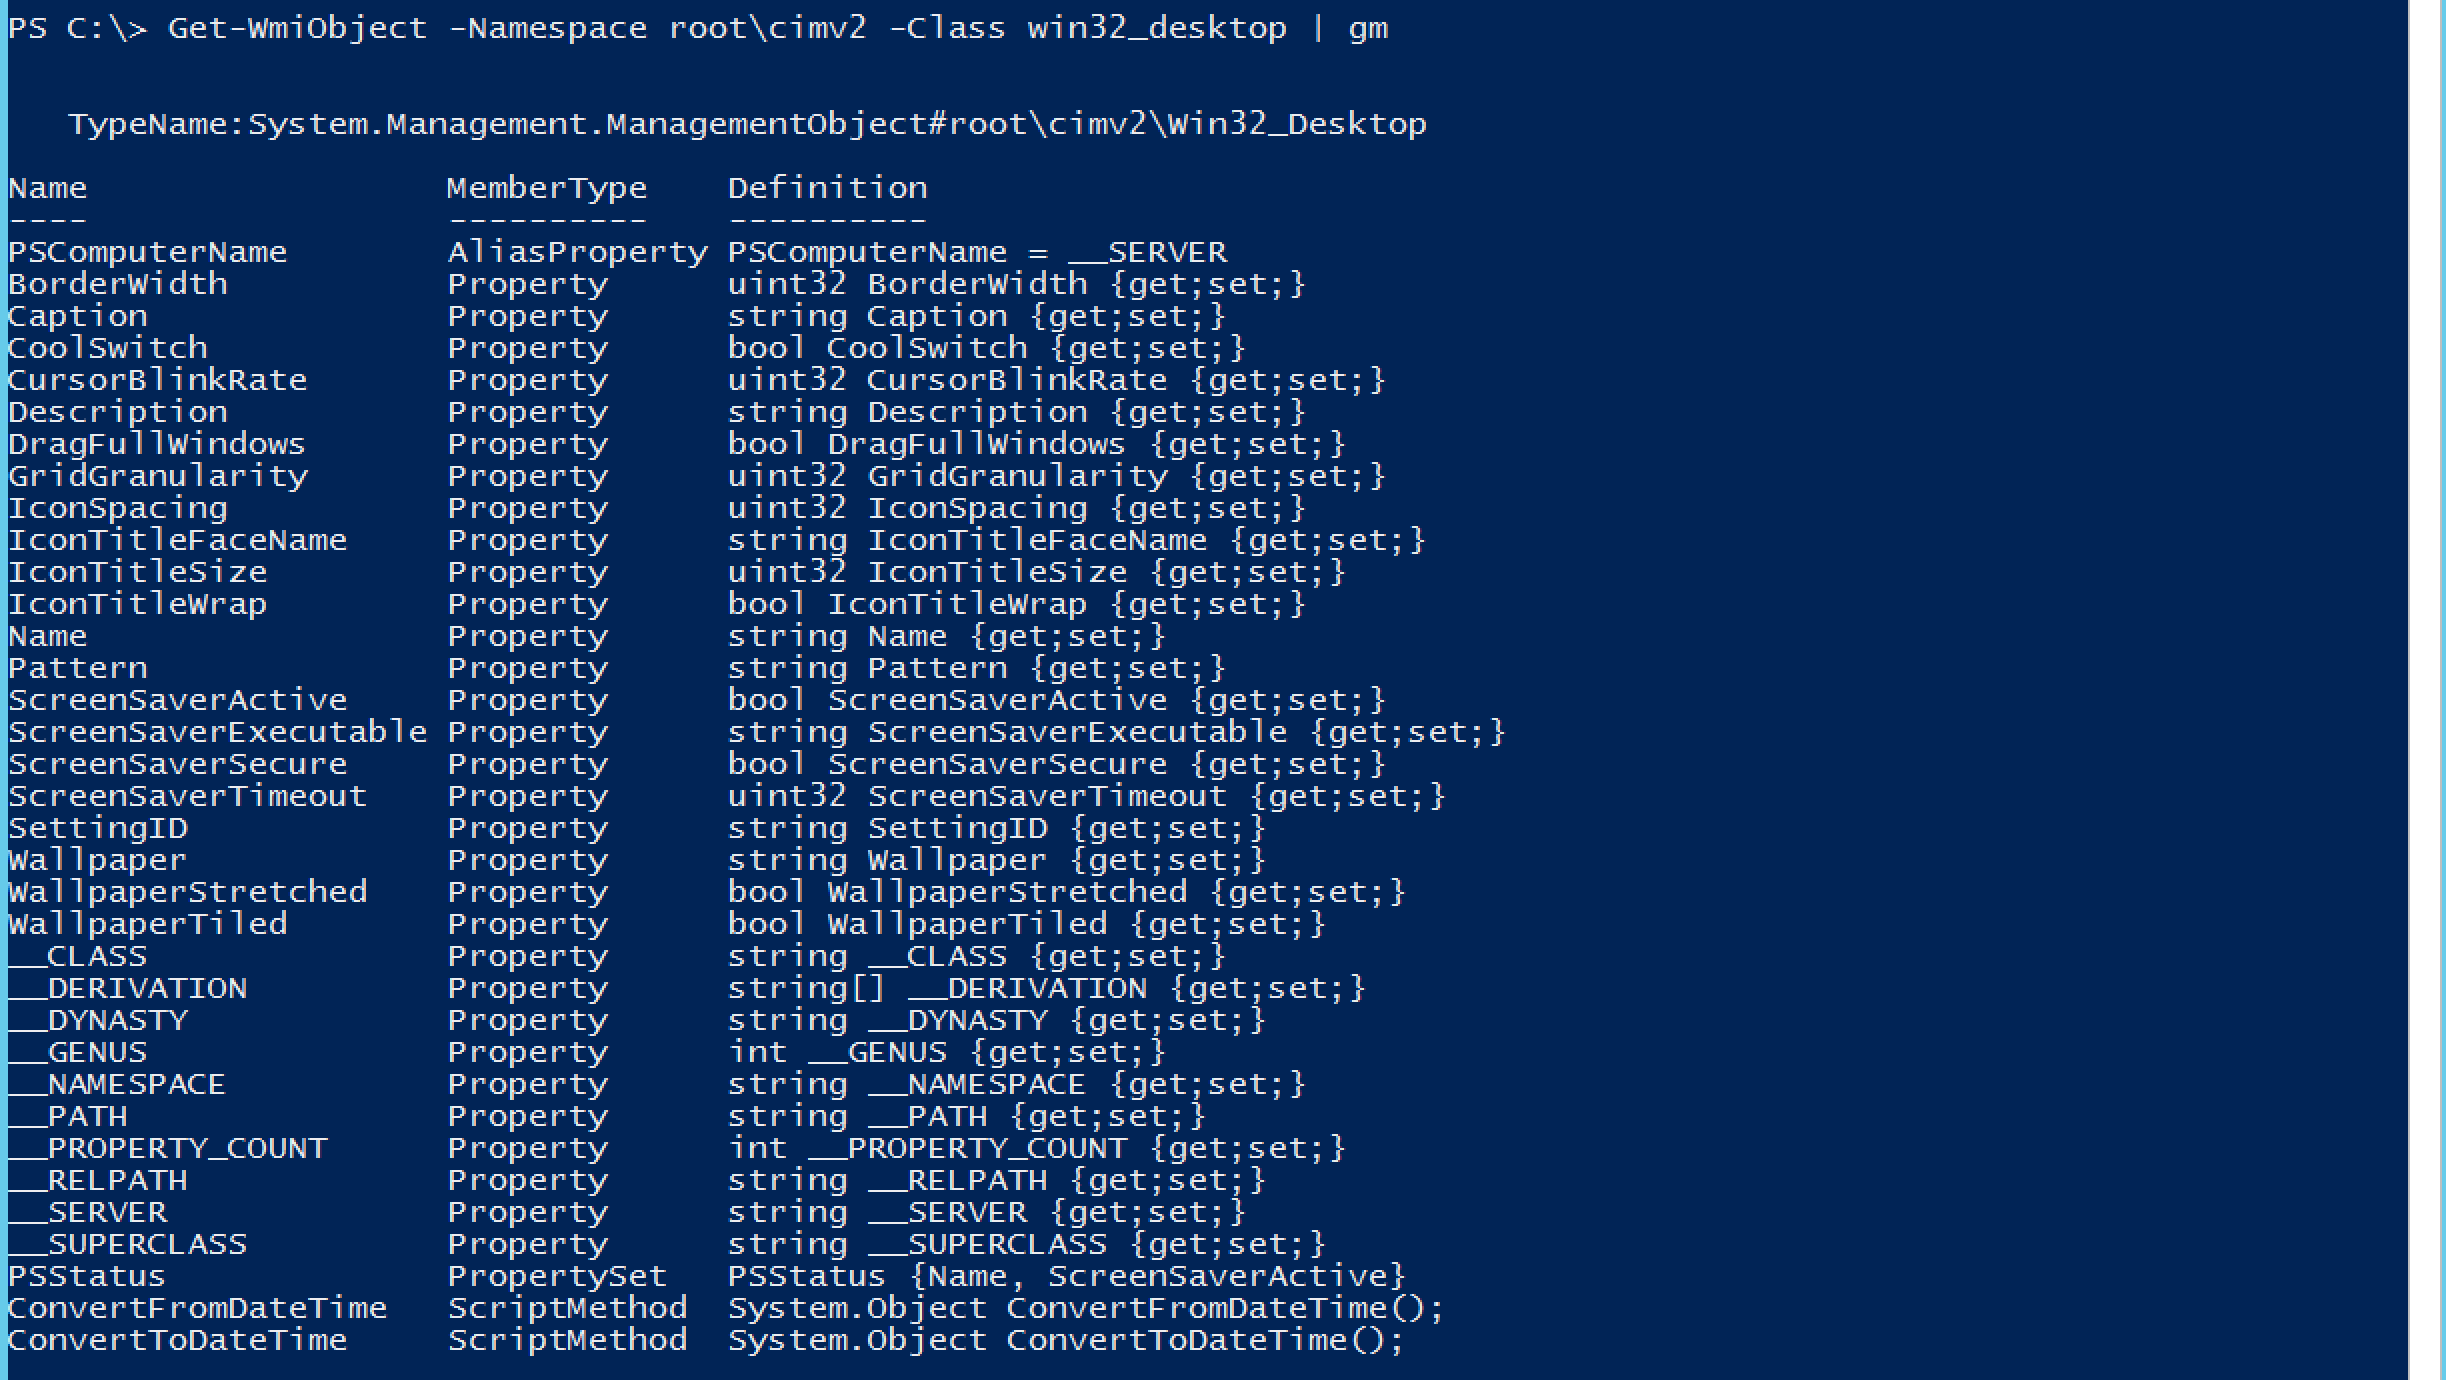 PS C:\> Get-WmiObject -Namespace root\cimv2 -Class win32_desktop | gm
TypeName:System.Management.ManagementObject#root\cimv2\Win32_Desktop
Name MemberType Definition
---- ---------- ----------
PSComputerName AliasProperty PSComputerName = __SERVER
BorderWidth Property uint32 BorderWidth {get;set;}
Caption Property string Caption {get;set;}
CoolSwitch Property bool CoolSwitch {get;set;}
CursorBlinkRate Property uint32 CursorBlinkRate {get;set;}
Description Property string Description {get;set;}
DragFullWindows Property bool DragFullWindows {get;set;}
GridGranularity Property uint32 GridGranularity {get;set;}
IconSpacing Property uint32 IconSpacing {get;set;}
IconTitleFaceName Property string IconTitleFaceName {get;set;}
IconTitleSize Property uint32 IconTitleSize {get;set;}
IconTitleWrap Property bool IconTitleWrap {get;set;}
Name Property string Name {get;set;}
Pattern Property string Pattern {get;set;}
ScreenSaverActive Property bool ScreenSaverActive {get;set;}
ScreenSaverExecutable Property string ScreenSaverExecutable {get;set;}
ScreenSaverSecure Property bool ScreenSaverSecure {get;set;}
ScreenSaverTimeout Property uint32 ScreenSaverTimeout {get;set;}
SettingID Property string SettingID {get;set;}
Wallpaper Property string Wallpaper {get;set;}
WallpaperStretched Property bool WallpaperStretched {get;set;}
WallpaperTiled Property bool WallpaperTiled {get;set;}
__CLASS Property string __CLASS {get;set;}
__DERIVATION Property string[] __DERIVATION {get;set;}
__DYNASTY Property string __DYNASTY {get;set;}
__GENUS Property int __GENUS {get;set;}
__NAMESPACE Property string __NAMESPACE {get;set;}
__PATH Property string __PATH {get;set;}
__PROPERTY_COUNT Property int __PROPERTY_COUNT {get;set;}
__RELPATH Property string __RELPATH {get;set;}
__SERVER Property string __SERVER {get;set;}
__SUPERCLASS Property string __SUPERCLASS {get;set;}
PSStatus PropertySet PSStatus {Name, ScreenSaverActive}
ConvertFromDateTime ScriptMethod System.Object ConvertFromDateTime();
ConvertToDateTime ScriptMethod System.Object ConvertToDateTime();